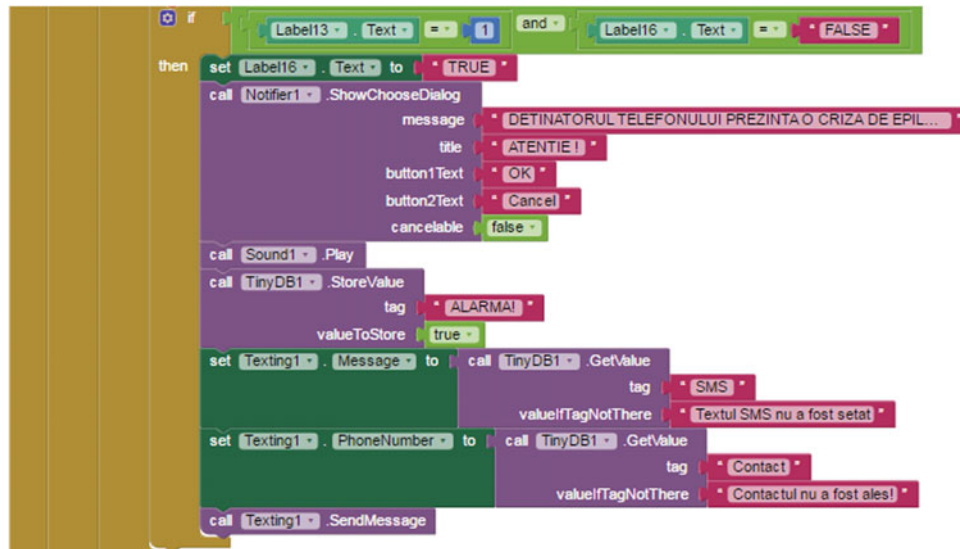 if Label13 . Text = 1 and Label16 . Text = " FALSE "
then set Label16 . Text to " TRUE "
call Notifier1 .ShowChooseDialog
message " DETINATORUL TELEFONULUI PREZINTA O CRIZA DE EPIL... "
title " ATENTIE ! "
button1Text " OK "
button2Text " Cancel "
cancelable false
call Sound1 .Play
call TinyDB1 .StoreValue
tag " ALARMA! "
valueToStore true
set Texting1 . Message to call TinyDB1 .GetValue
tag " SMS "
valueIfTagNotThere " Textul SMS nu a fost setat "
set Texting1 . PhoneNumber to call TinyDB1 .GetValue
tag " Contact "
valueIfTagNotThere " Contactul nu a fost ales! "
call Texting1 .SendMessage